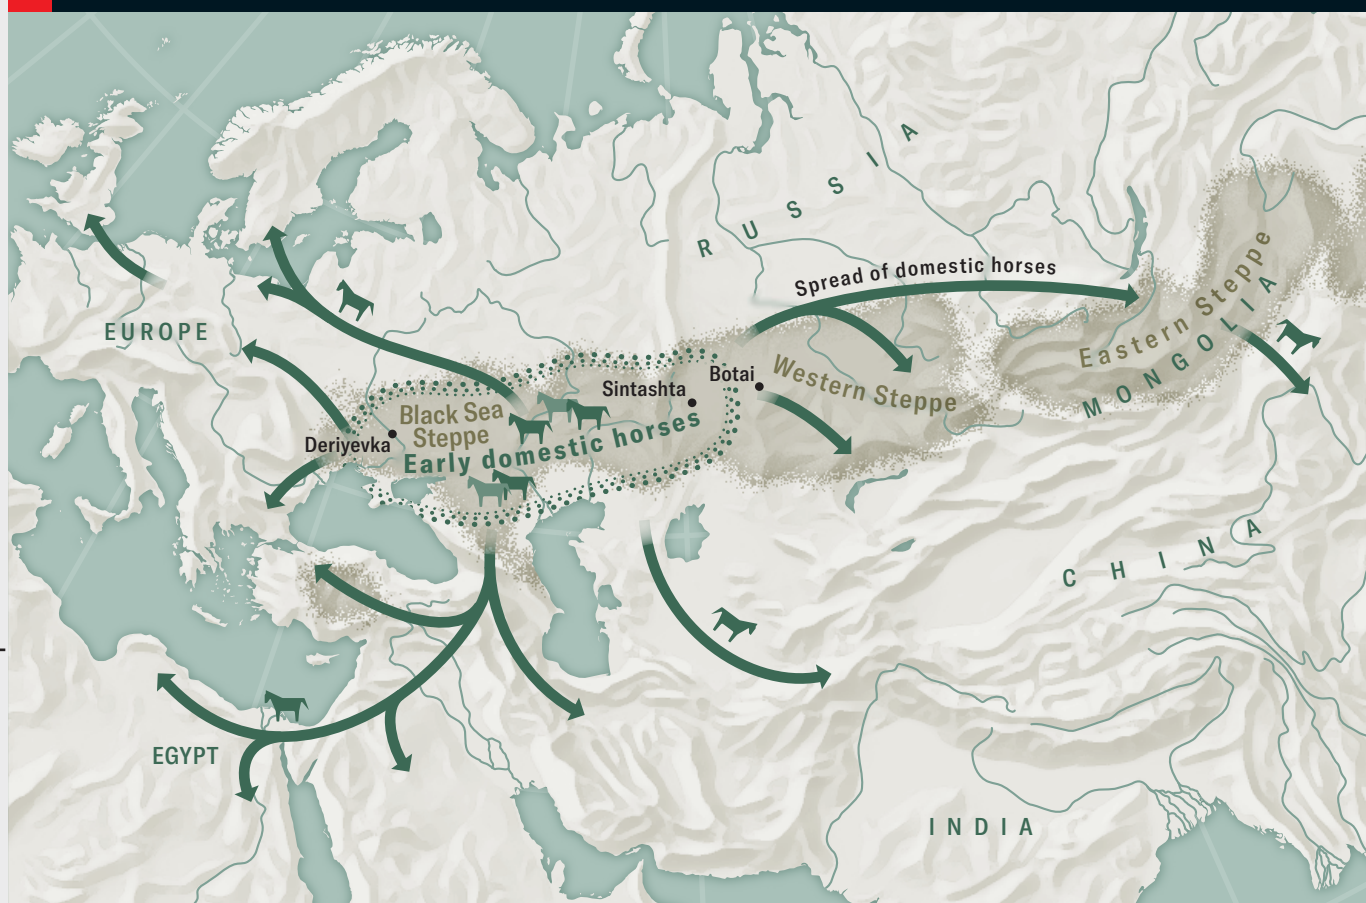 RUSSIA
Spread of domestic horses
Eastern Steppe
MONGOLIA
EUROPE
Botai
Western Steppe
Sintashta
Black Sea
Steppe
Deriyevka
Early domestic horses
CHINA
EGYPT
INDIA